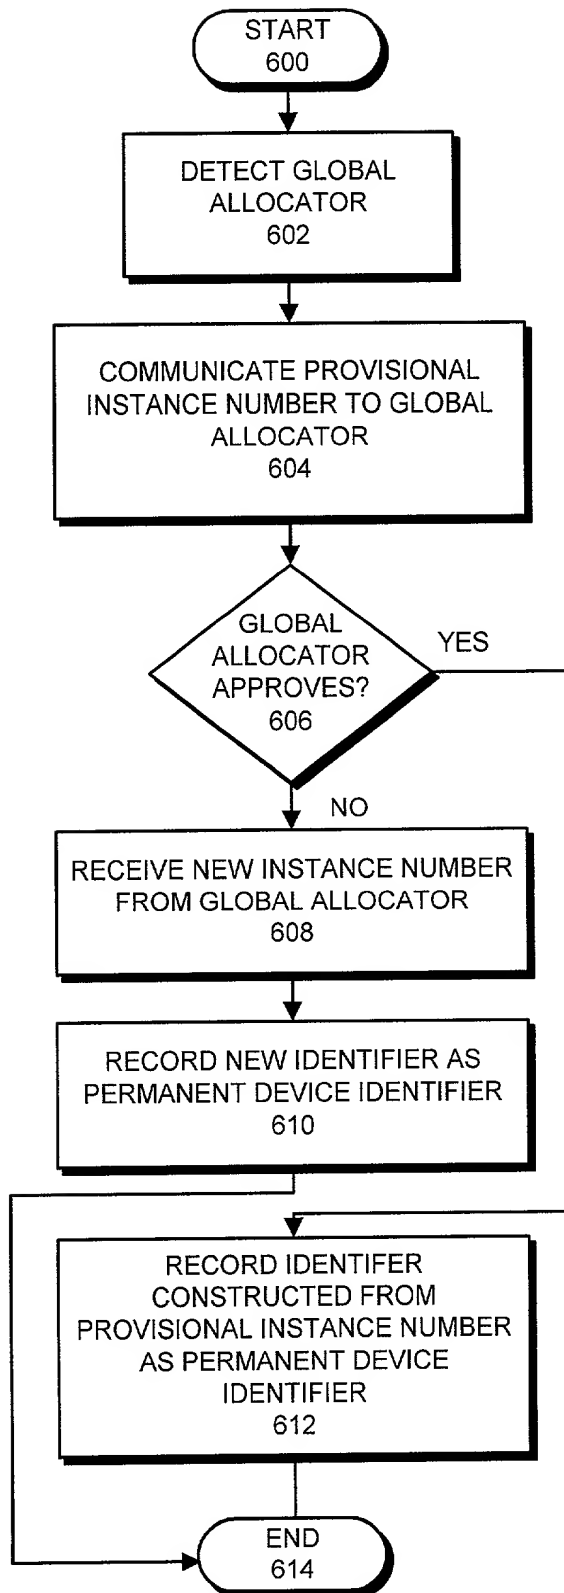 START
600
DETECT GLOBAL
ALLOCATOR
602
COMMUNICATE PROVISIONAL
INSTANCE NUMBER TO GLOBAL
ALLOCATOR
604
GLOBAL
ALLOCATOR
APPROVES?
606
YES
NO
RECEIVE NEW INSTANCE NUMBER
FROM GLOBAL ALLOCATOR
608
RECORD NEW IDENTIFIER AS
PERMANENT DEVICE IDENTIFIER
610
RECORD IDENTIFER
CONSTRUCTED FROM
PROVISIONAL INSTANCE NUMBER
AS PERMANENT DEVICE
IDENTIFIER
612
END
614